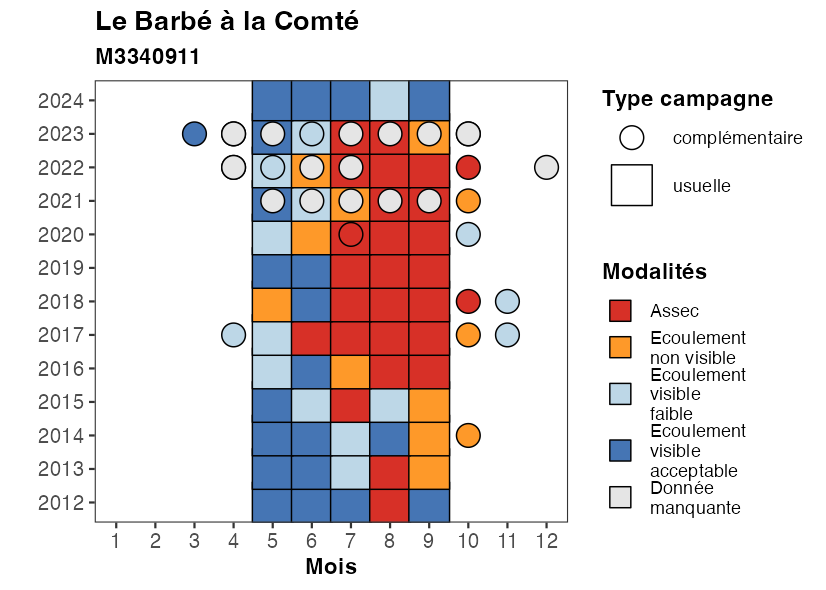 Le Barbé à la Comté
M3340911
2024
2023
2022
2021
2020
2019
2018
2017
2016
2015
2014
2013
2012
1 2 3 4 5 6 7 8 9 10 11 12
Mois
Type campagne
complémentaire
usuelle
Modalités
Assec
Ecoulement
non visible
Ecoulement
visible
faible
Ecoulement
visible
acceptable
Donnée
manquante